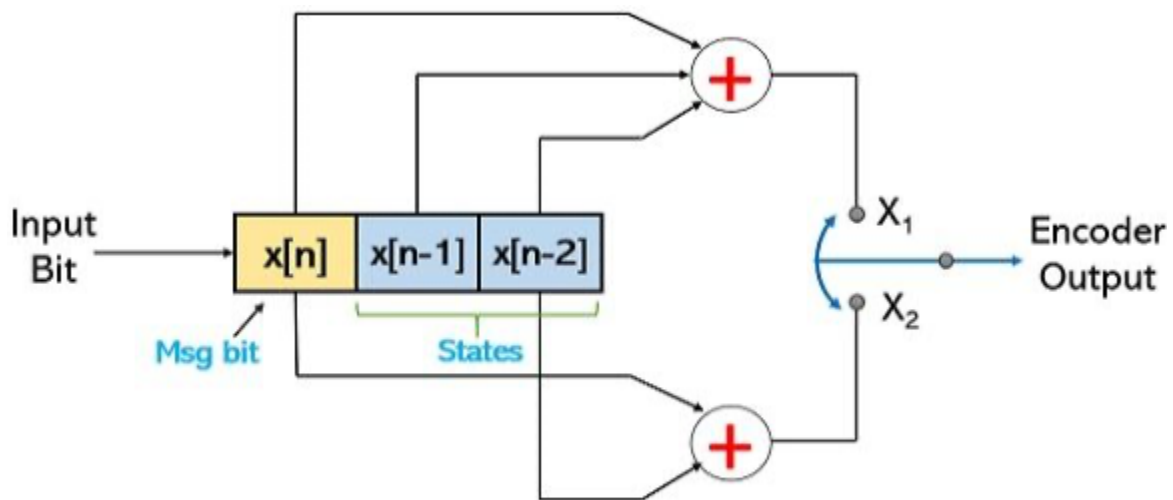 Input
Bit
x[n]
x[n-1]
x[n-2]
Msg bit
States
+
+
X₁
X₂
Encoder
Output